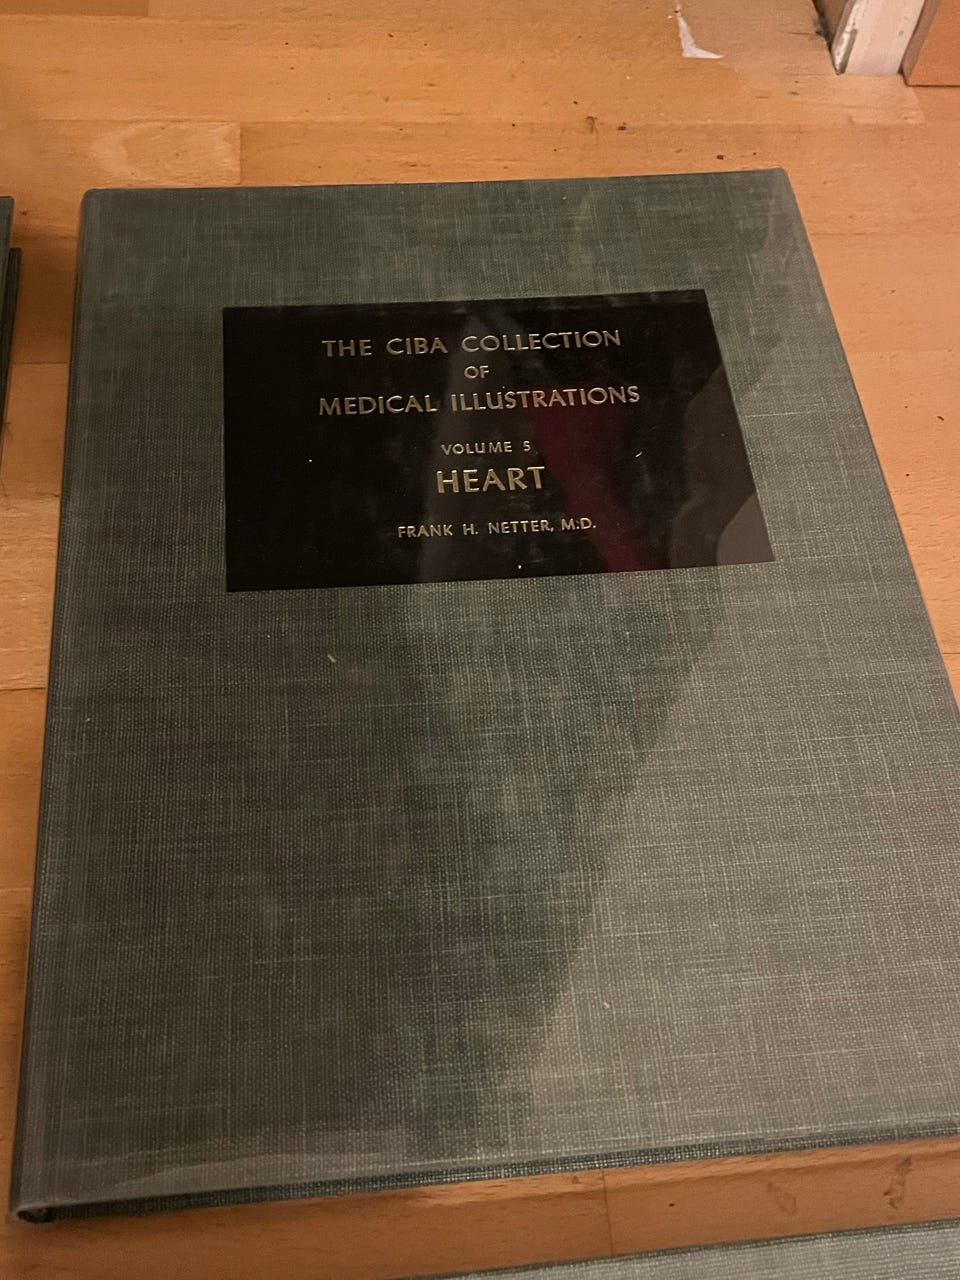 THE CIBA COLLECTION
OF
MEDICAL ILLUSTRATIONS
VOLUME 5
HEART
FRANK H. NETTER, M.D.